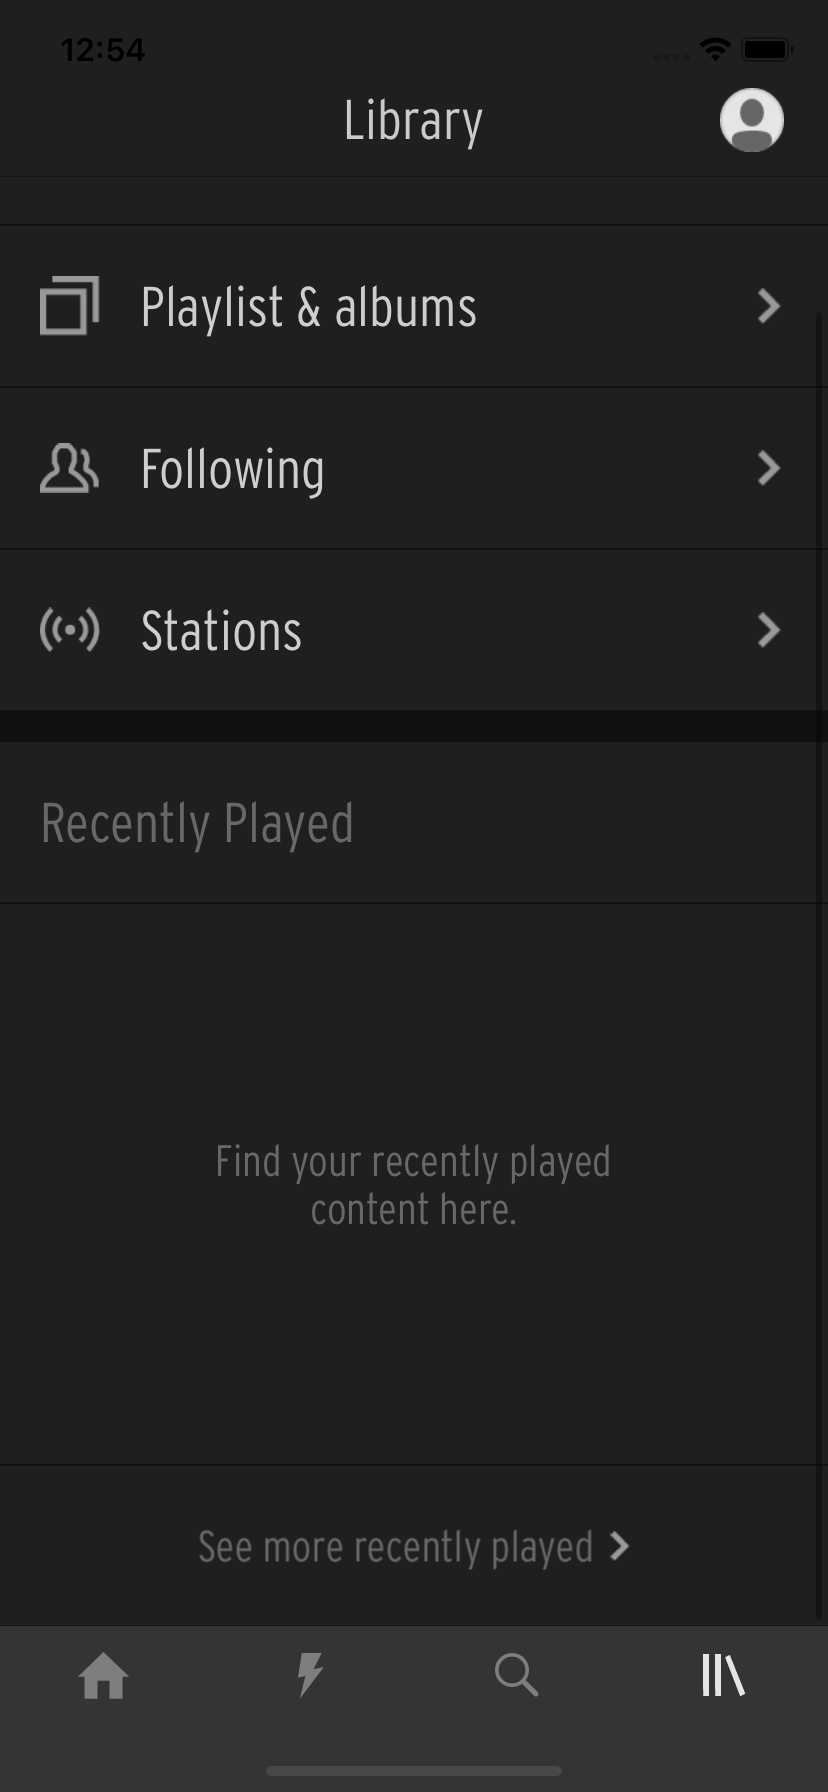 12:54
Library
Playlist & albums
Following
Stations
Recently Played
Find your recently played
content here.
See more recently played